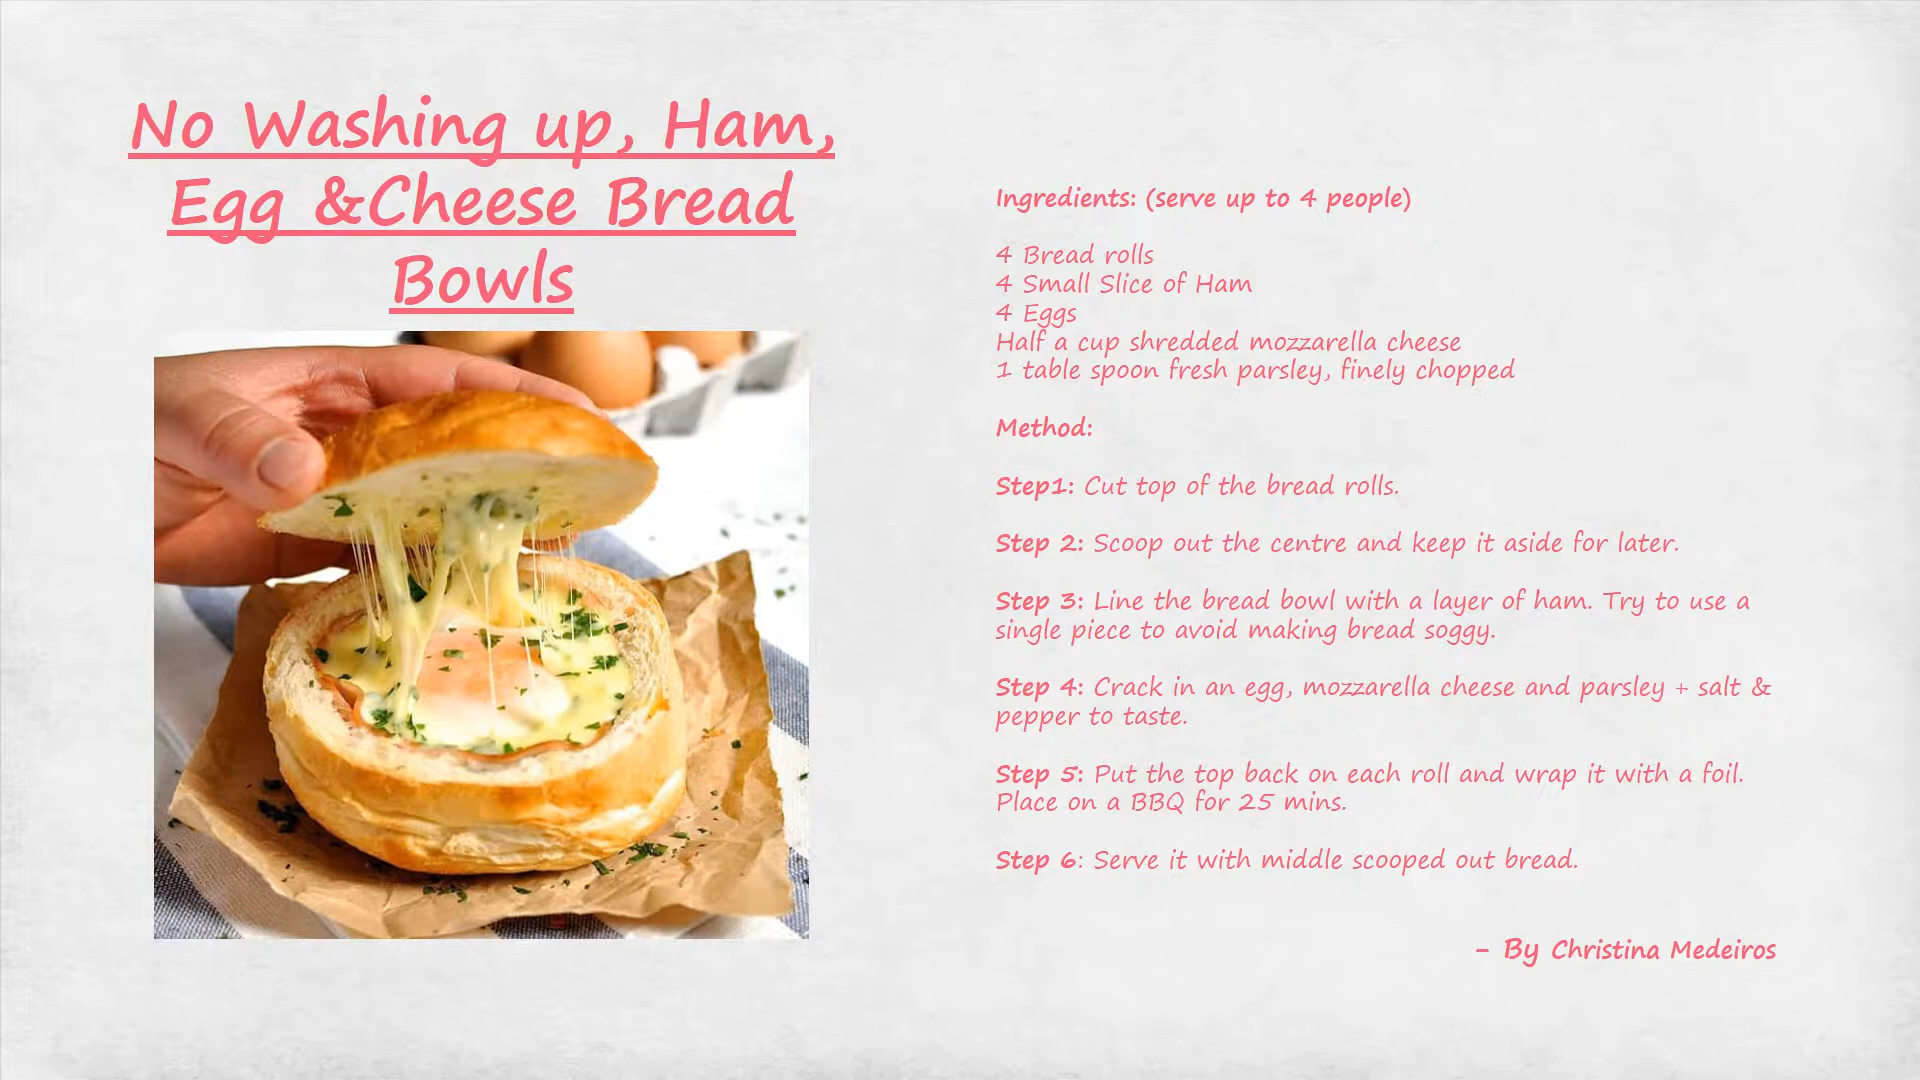 No Washing up, Ham,
Egg &Cheese Bread
Bowls
Ingredients: (serve up to 4 people)
4 Bread rolls
4 Small Slice of Ham
4 Eggs
Half a cup shredded mozzarella cheese
1 table spoon fresh parsley, finely chopped
Method:
Step1: Cut top of the bread rolls.
Step 2: Scoop out the centre and keep it aside for later.
Step 3: Line the bread bowl with a layer of ham. Try to use a
single piece to avoid making bread soggy.
Step 4: Crack in an egg, mozzarella cheese and parsley + salt &
pepper to taste.
Step 5: Put the top back on each roll and wrap it with a foil.
Place on a BBQ for 25 mins.
Step 6: Serve it with middle scooped out bread.
– By Christina Medeiros